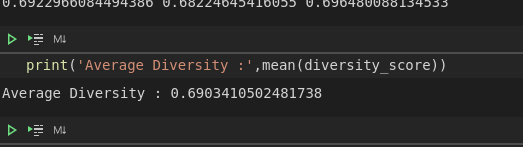 0.6922966084494386 0.68224645416055 0.696480088134533
M↓
print('Average Diversity :',mean(diversity_score))
Average Diversity : 0.6903410502481738
M↓